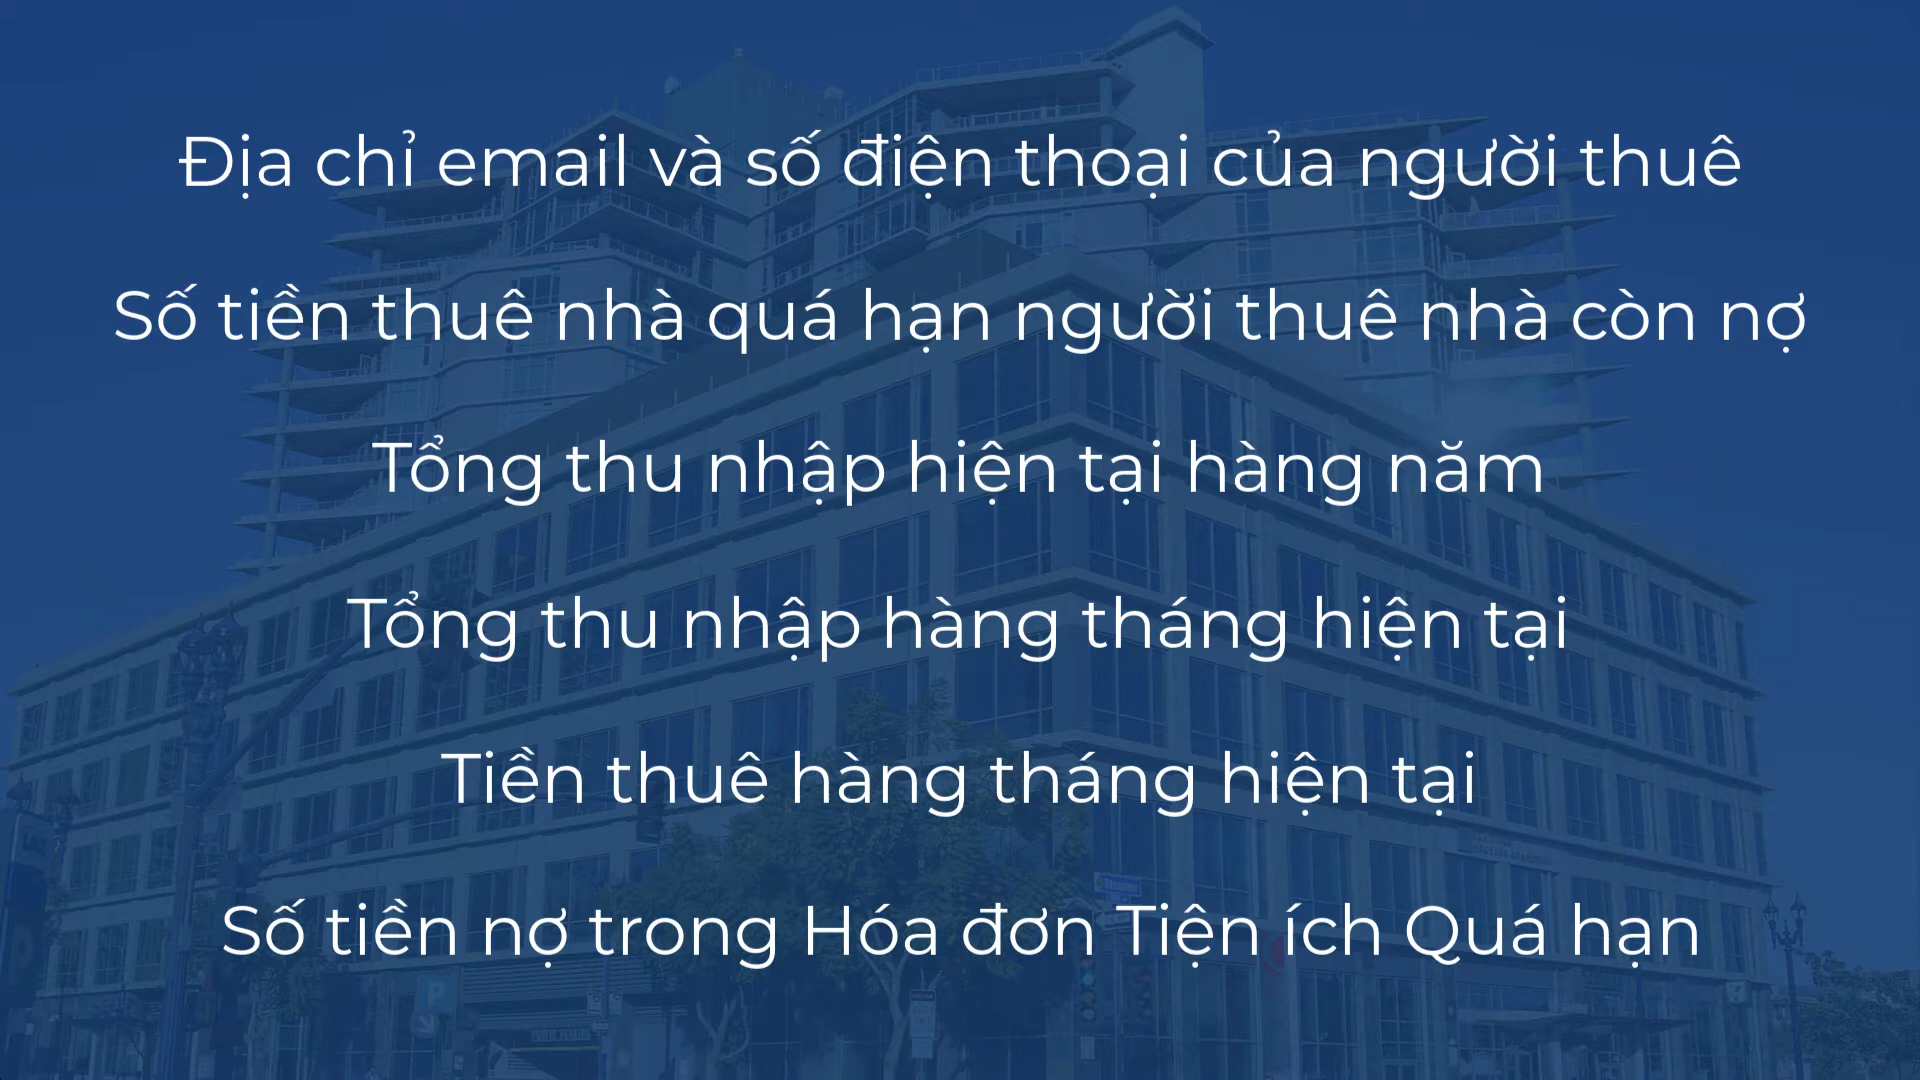 Địa chỉ email và số điện thoại của người thuê
Số tiền thuê nhà quá hạn người thuê nhà còn nợ
Tổng thu nhập hiện tại hàng năm
Tổng thu nhập hàng tháng hiện tại
Tiền thuê hàng tháng hiện tại
Số tiền nợ trong Hóa đơn Tiện ích Quá hạn